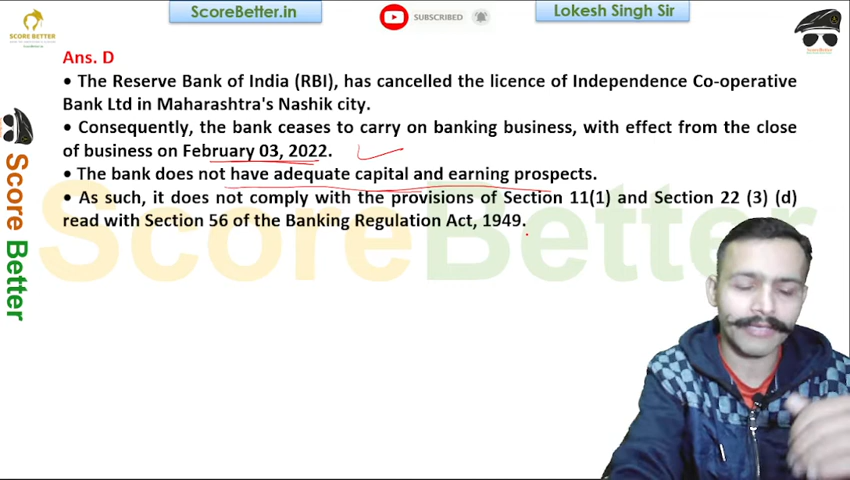 ScoreBetter.in
SUBSCRIBED
Lokesh Singh Sir
SCORE BETTER
Ans. D
• The Reserve Bank of India (RBI), has cancelled the licence of Independence Co-operative
Bank Ltd in Maharashtra's Nashik city.
• Consequently, the bank ceases to carry on banking business, with effect from the close
of business on February 03, 2022.
• The bank does not have adequate capital and earning prospects.
• As such, it does not comply with the provisions of Section 11(1) and Section 22 (3) (d)
read with Section 56 of the Banking Regulation Act, 1949.
Score Better
ScoreBetter